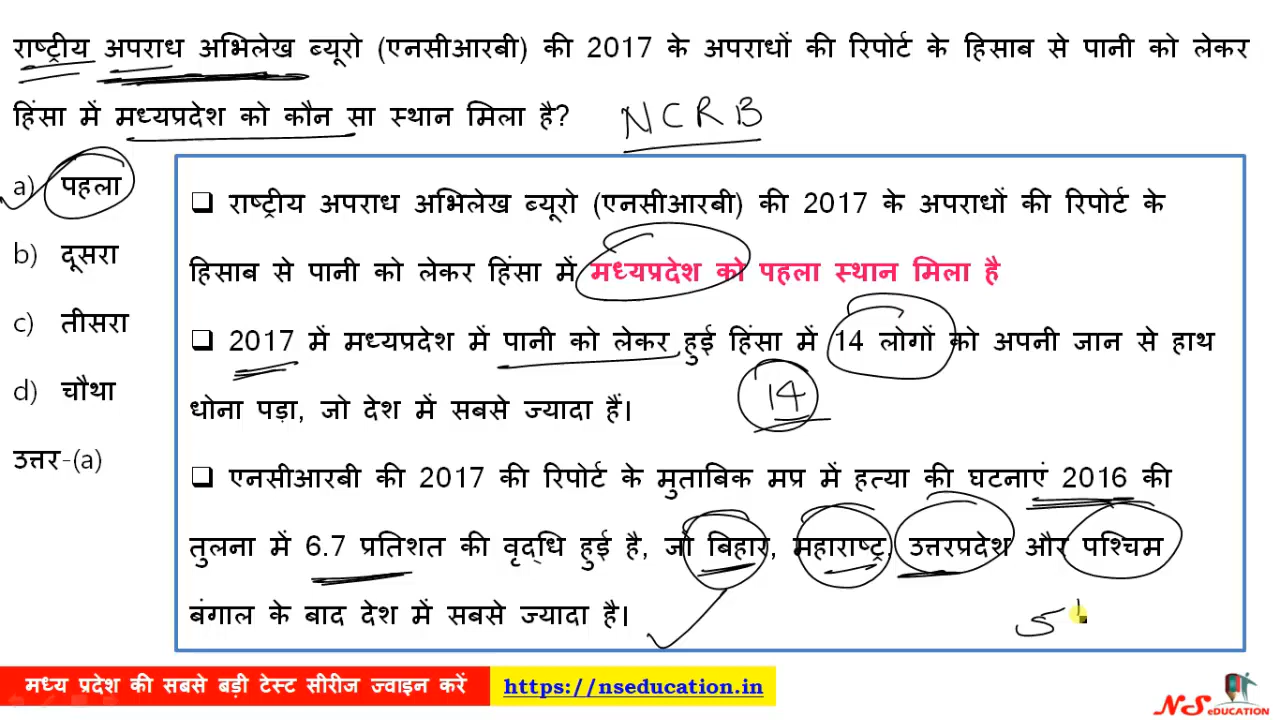 राष्ट्रीय अपराध अभिलेख ब्यूरो (एनसीआरबी) की 2017 के अपराधों की रिपोर्ट के हिसाब से पानी को लेकर
हिंसा में मध्यप्रदेश को कौन सा स्थान मिला है?
NCRB
a) पहला
b) दूसरा
c) तीसरा
d) चौथा
उत्तर-(a)
❑ राष्ट्रीय अपराध अभिलेख ब्यूरो (एनसीआरबी) की 2017 के अपराधों की रिपोर्ट के
हिसाब से पानी को लेकर हिंसा में मध्यप्रदेश को पहला स्थान मिला है
❑ 2017 में मध्यप्रदेश में पानी को लेकर हुई हिंसा में 14 लोगों को अपनी जान से हाथ
14
धोना पड़ा, जो देश में सबसे ज्यादा हैं।
❑ एनसीआरबी की 2017 की रिपोर्ट के मुताबिक मप्र में हत्या की घटनाएं 2016 की
तुलना में 6.7 प्रतिशत की वृद्धि हुई है, जो बिहार, महाराष्ट्र, उत्तरप्रदेश और पश्चिम
बंगाल के बाद देश में सबसे ज्यादा है।
5
मध्य प्रदेश की सबसे बड़ी टेस्ट सीरीज ज्वाइन करें
https://nseducation.in
NS eDUCATION